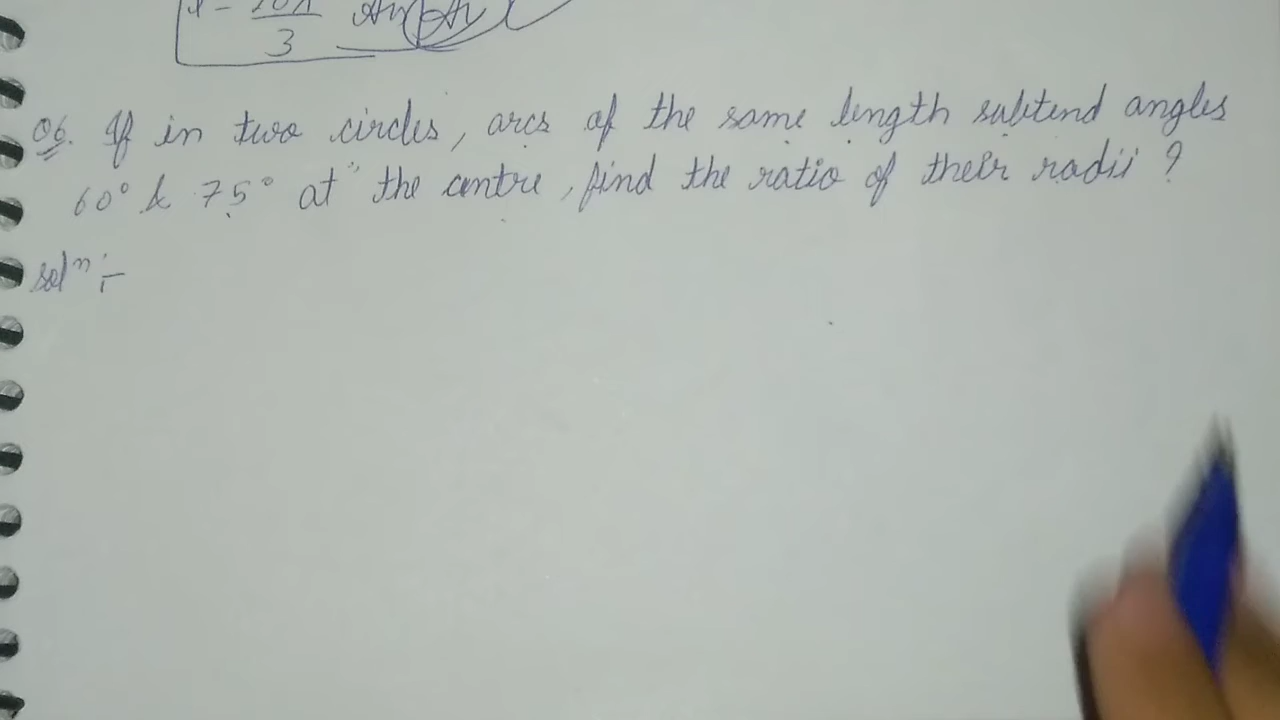 3
Q6. If in two circles, arcs of the same length subtend angles
60° & 75° at the centre, find the ratio of their radii ?
Solⁿ :-